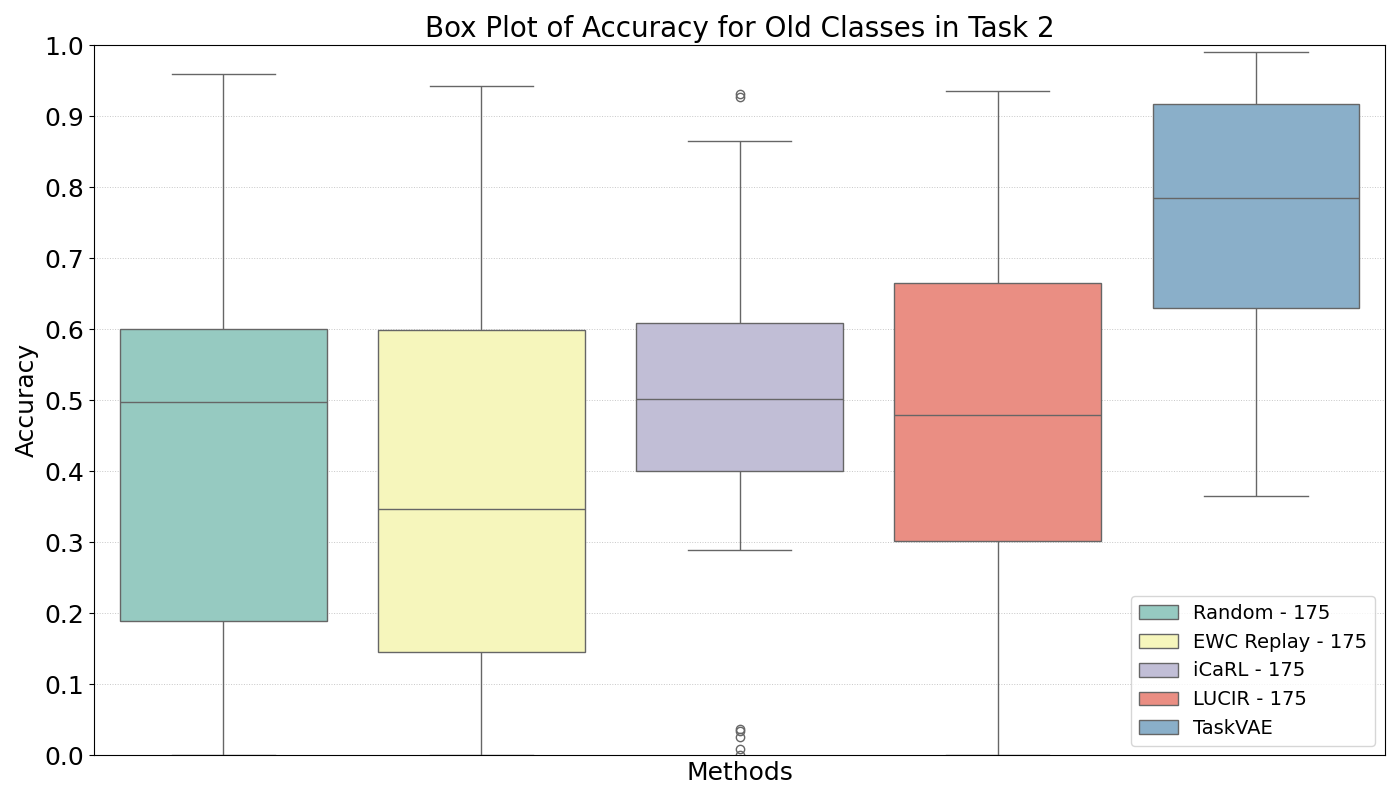 Box Plot of Accuracy for Old Classes in Task 2
1.0
0.9
0.8
0.7
0.6
0.5
0.4
0.3
0.2
0.1
0.0
Accuracy
Methods
Random - 175
EWC Replay - 175
iCaRL - 175
LUCIR - 175
TaskVAE